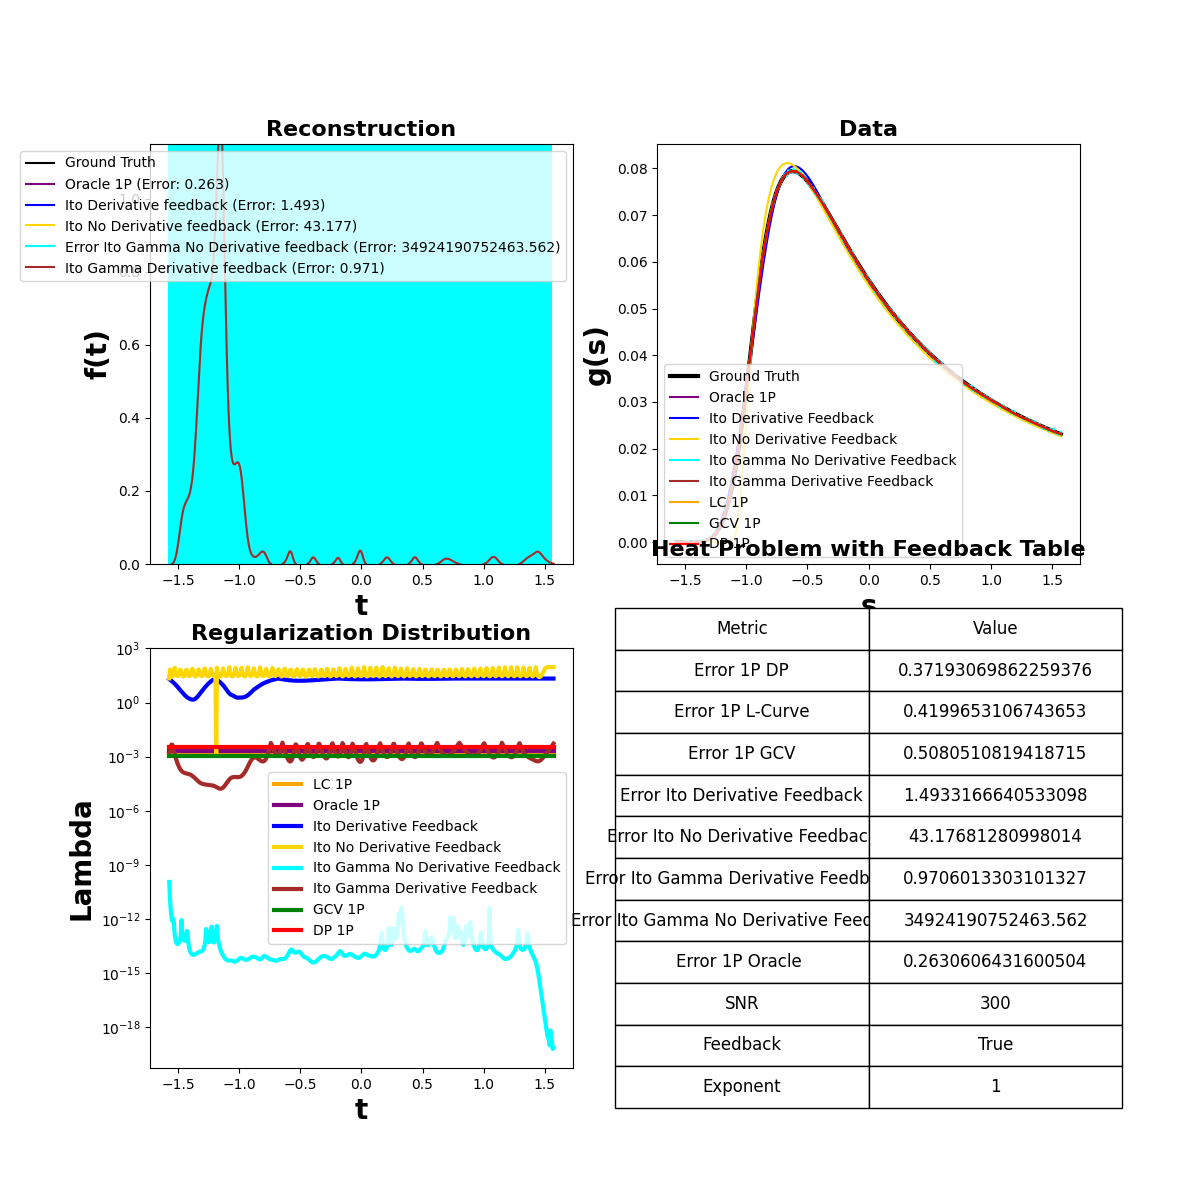 Reconstruction
Ground Truth
Oracle 1P (Error: 0.263)
Ito Derivative feedback (Error: 1.493)
Ito No Derivative feedback (Error: 43.177)
Error Ito Gamma No Derivative feedback (Error: 34924190752463.562)
Ito Gamma Derivative feedback (Error: 0.971)
1.0
0.8
0.6
0.4
0.2
0.0
f(t)
−1.5 −1.0 −0.5 0.0 0.5 1.0 1.5
t
Data
0.08
0.07
0.06
0.05
0.04
0.03
0.02
0.01
0.00
g(s)
Ground Truth
Oracle 1P
Ito Derivative Feedback
Ito No Derivative Feedback
Ito Gamma No Derivative Feedback
Ito Gamma Derivative Feedback
LC 1P
GCV 1P
DP 1P
−1.5 −1.0 −0.5 0.0 0.5 1.0 1.5
s
Regularization Distribution
10³
10⁰
10⁻³
10⁻⁶
10⁻⁹
10⁻¹²
10⁻¹⁵
10⁻¹⁸
Lambda
LC 1P
Oracle 1P
Ito Derivative Feedback
Ito No Derivative Feedback
Ito Gamma No Derivative Feedback
Ito Gamma Derivative Feedback
GCV 1P
DP 1P
−1.5 −1.0 −0.5 0.0 0.5 1.0 1.5
t
Heat Problem with Feedback Table
Metric Value
Error 1P DP 0.37193069862259376
Error 1P L-Curve 0.4199653106743653
Error 1P GCV 0.5080510819418715
Error Ito Derivative Feedback 1.4933166640533098
Error Ito No Derivative Feedbac 43.17681280998014
Error Ito Gamma Derivative Feedb 0.9706013303101327
Error Ito Gamma No Derivative Feed 34924190752463.562
Error 1P Oracle 0.2630606431600504
SNR 300
Feedback True
Exponent 1